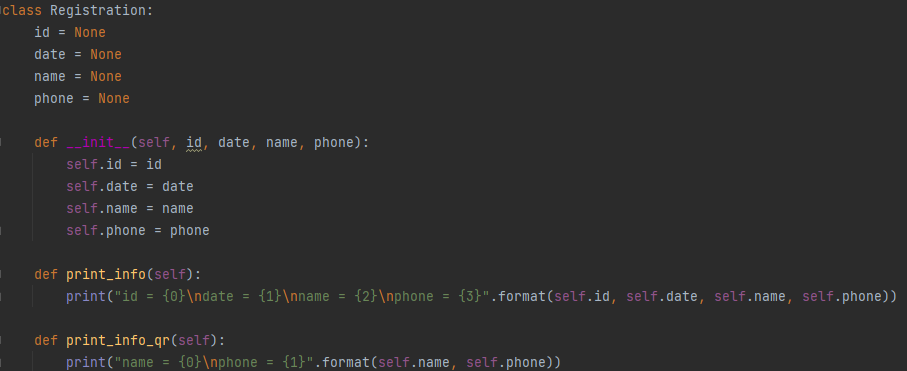 class Registration:
    id = None
    date = None
    name = None
    phone = None

    def __init__(self, id, date, name, phone):
        self.id = id
        self.date = date
        self.name = name
        self.phone = phone

    def print_info(self):
        print("id = {0}\ndate = {1}\nname = {2}\nphone = {3}".format(self.id, self.date, self.name, self.phone))

    def print_info_qr(self):
        print("name = {0}\nphone = {1}".format(self.name, self.phone))